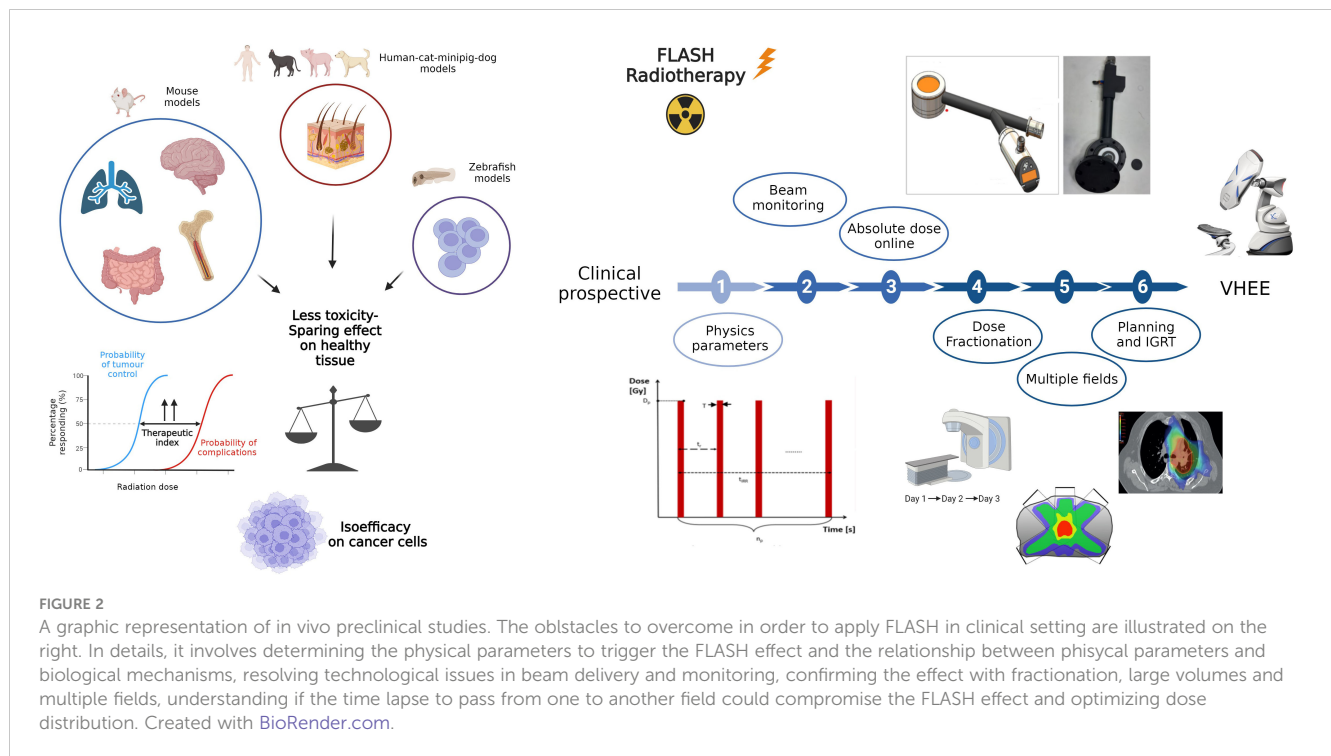 Human-cat-minipig-dog
models
Mouse
models
Zebrafish
models
Less toxicity-
Sparing effect
on healthy
tissue
Probability
of tumour
control
Percentage
responding (%)
100
75
50
25
0
Therapeutic
index
Probability of
complications
Radiation dose
Isoefficacy
on cancer cells
FLASH
Radiotherapy
Beam
monitoring
Absolute dose
online
Clinical
prospective
1
2
3
4
5
6
VHEE
Physics
parameters
Dose
Fractionation
Multiple fields
Planning
and IGRT
Dose
[Gy]
Time [s]
Day 1 → Day 2 → Day 3
FIGURE 2
A graphic representation of in vivo preclinical studies. The oblstacles to overcome in order to apply FLASH in clinical setting are illustrated on the
right. In details, it involves determining the physical parameters to trigger the FLASH effect and the relationship between phisycal parameters and
biological mechanisms, resolving technological issues in beam delivery and monitoring, confirming the effect with fractionation, large volumes and
multiple fields, understanding if the time lapse to pass from one to another field could compromise the FLASH effect and optimizing dose
distribution. Created with BioRender.com.